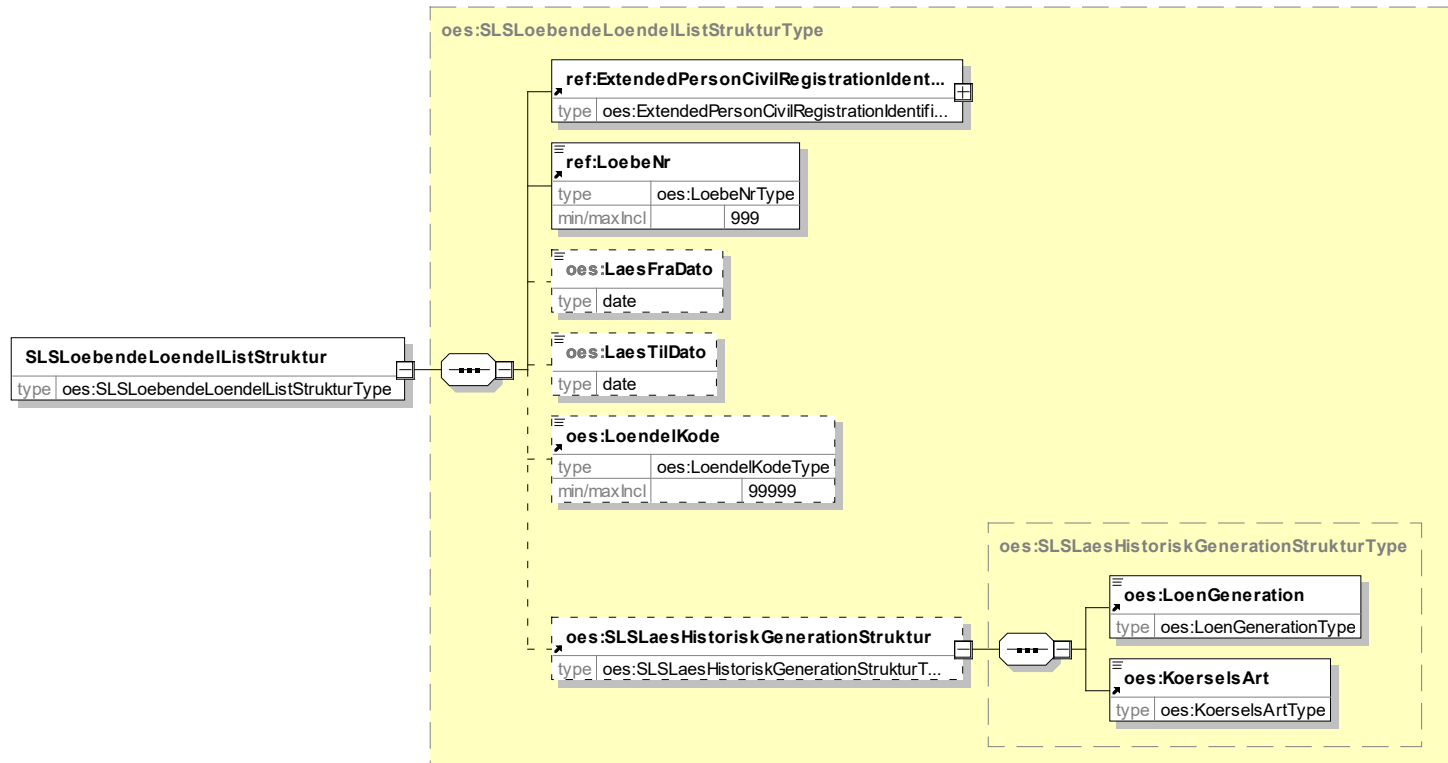 oes:SLSLoebendeLoendelListStrukturType
ref:ExtendedPersonCivilRegistrationIdent...
type oes:ExtendedPersonCivilRegistrationIdentifi...
ref:LoebeNr
type oes:LoebeNrType
min/maxIncl 999
oes:LaesFraDato
type date
SLSLoebendeLoendelListStruktur
type oes:SLSLoebendeLoendelListStrukturType
oes:LaesTilDato
type date
oes:LoendelKode
type oes:LoendelKodeType
min/maxIncl 99999
oes:SLSLaesHistoriskGenerationStruktur
type oes:SLSLaesHistoriskGenerationStrukturT...
oes:SLSLaesHistoriskGenerationStrukturType
oes:LoenGeneration
type oes:LoenGenerationType
oes:KoerselsArt
type oes:KoerselsArtType